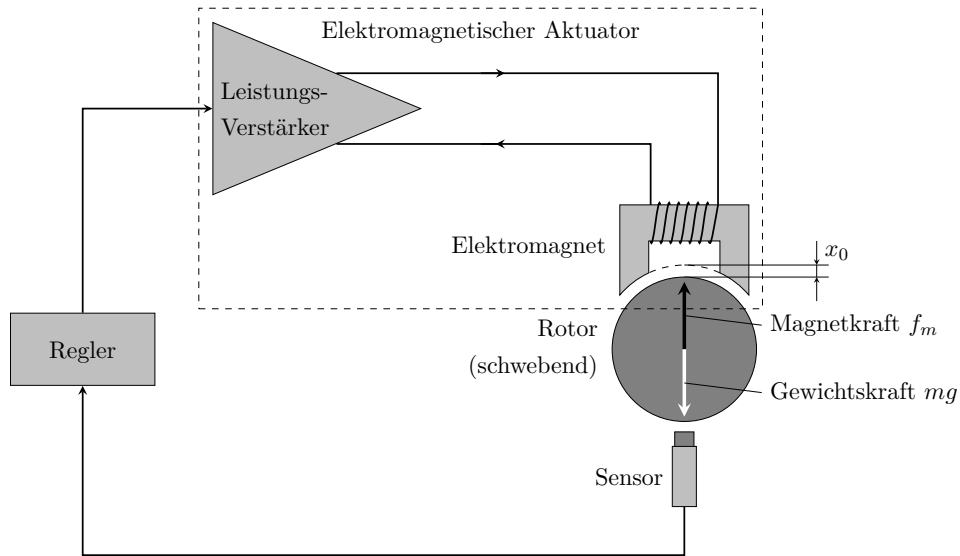 Elektromagnetischer Aktuator
Leistungs-
Verstärker
Elektromagnet
x0
Rotor
(schwebend)
Magnetkraft fm
Regler
Gewichtskraft mg
Sensor